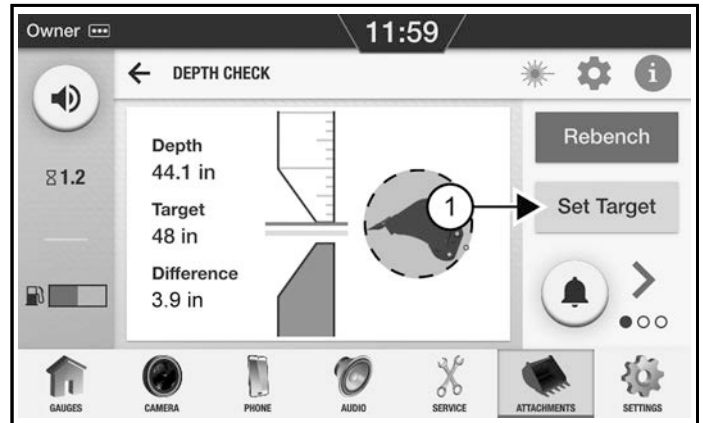 Owner
11:59
DEPTH CHECK
i
Rebench
Depth
44.1 in
1.2
Target
48 in
1
Set Target
Difference
3.9 in
GAUGES
CAMERA
PHONE
AUDIO
SERVICE
ATTACHMENTS
SETTINGS